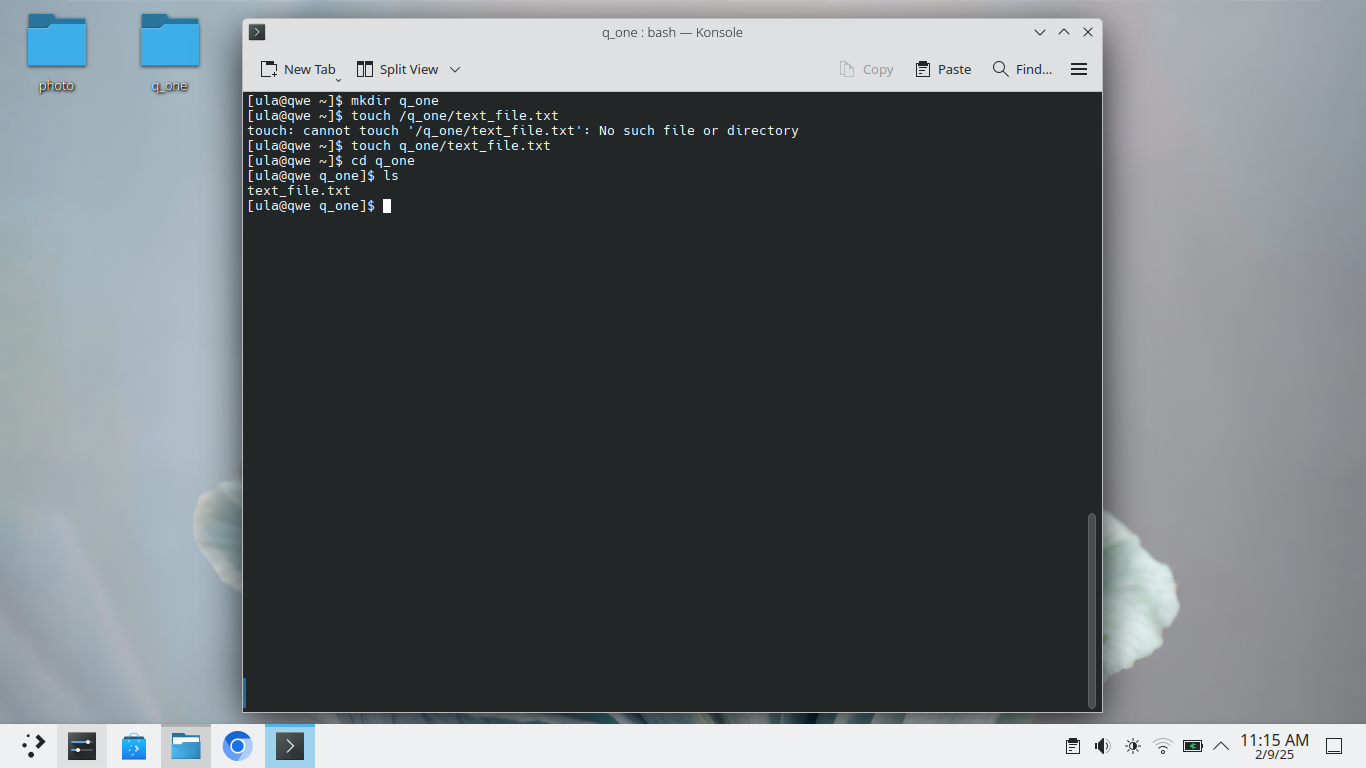 photo
q_one
q_one : bash — Konsole
New Tab
Split View
Copy
Paste
Find...
[ula@qwe ~]$ mkdir q_one
[ula@qwe ~]$ touch /q_one/text_file.txt
touch: cannot touch '/q_one/text_file.txt': No such file or directory
[ula@qwe ~]$ touch q_one/text_file.txt
[ula@qwe ~]$ cd q_one
[ula@qwe q_one]$ ls
text_file.txt
[ula@qwe q_one]$
11:15 AM
2/9/25